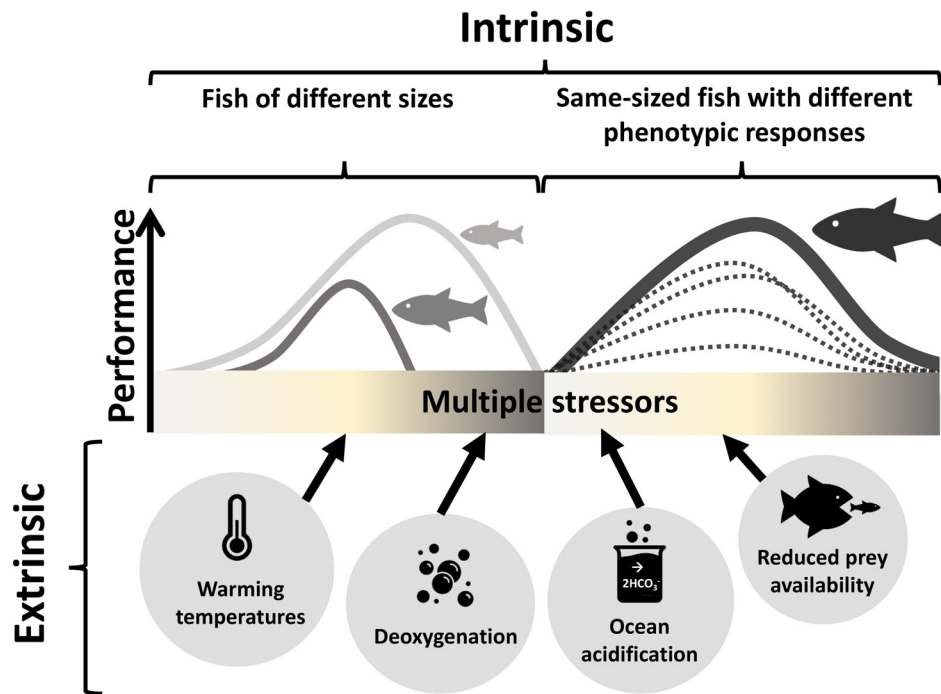 Intrinsic
Fish of different sizes
Same-sized fish with different
phenotypic responses
Performance
Multiple stressors
Extrinsic
Warming
temperatures
Deoxygenation
→
2HCO₃⁻
Ocean
acidification
Reduced prey
availability